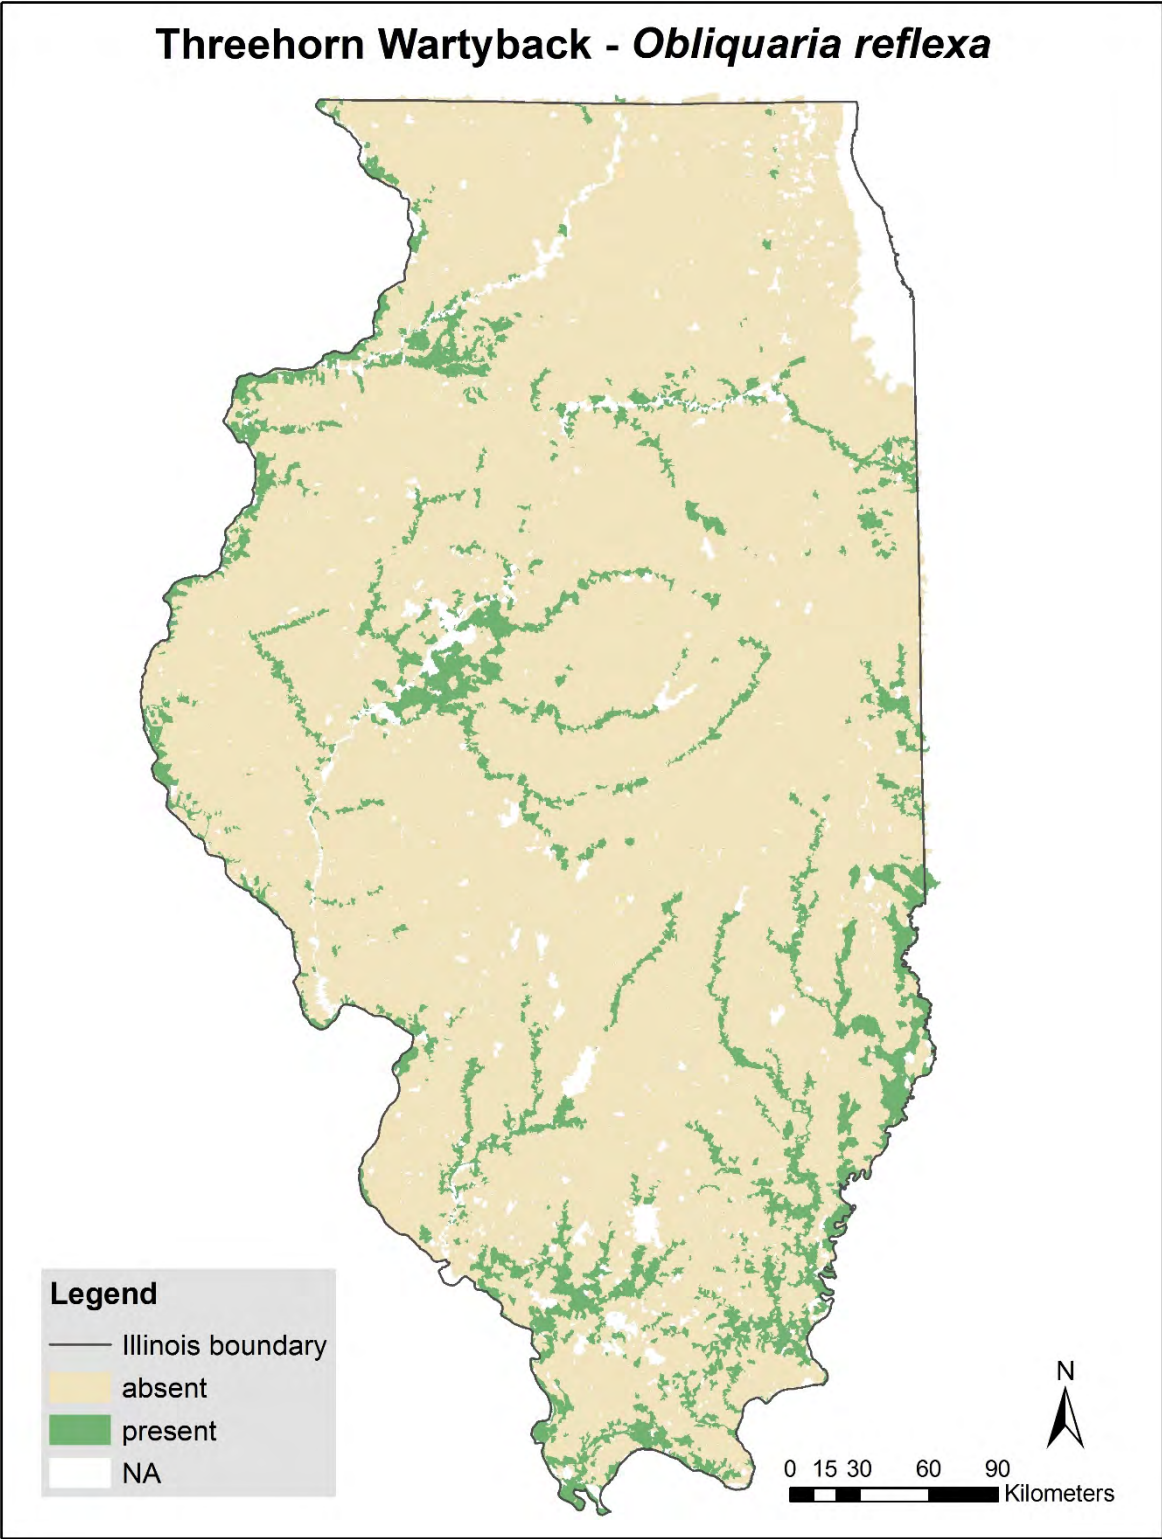 Threehorn Wartyback - Obliquaria reflexa
Legend
Illinois boundary
absent
present
NA
N
0 15 30 60 90
Kilometers